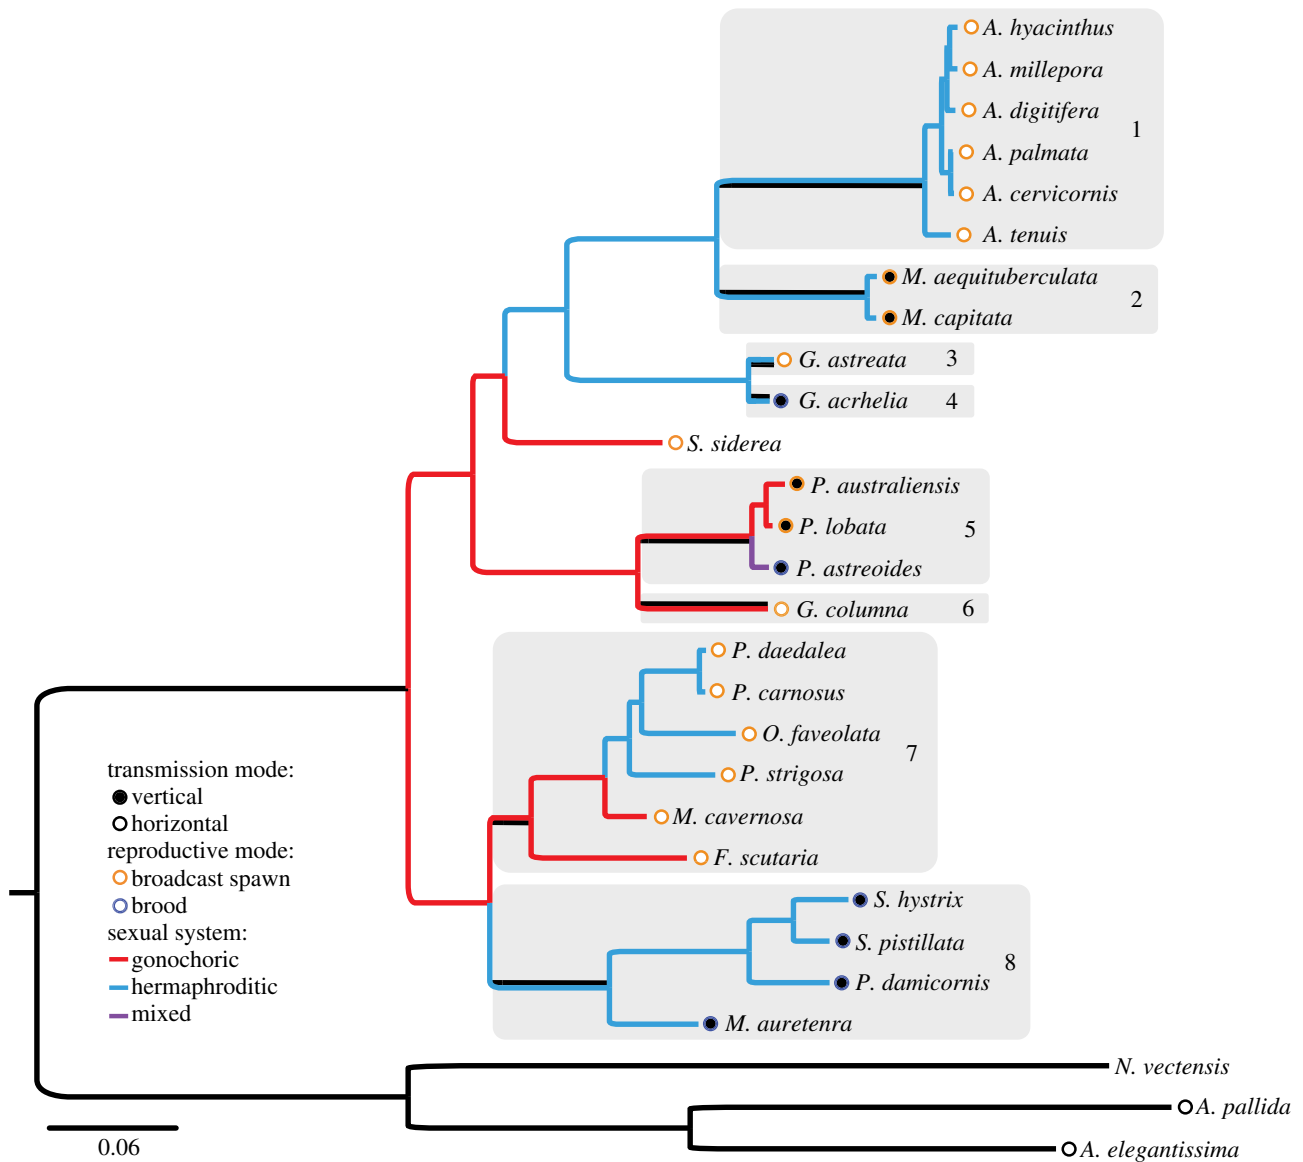 A. hyacinthus
A. millepora
A. digitifera
1
A. palmata
A. cervicornis
A. tenuis
M. aequituberculata
2
M. capitata
G. astreata 3
G. acrhelia 4
S. siderea
P. australiensis
P. lobata 5
P. astreoides
G. columna 6
P. daedalea
P. carnosus
O. faveolata
7
P. strigosa
M. cavernosa
F. scutaria
S. hystrix
S. pistillata
8
P. damicornis
M. auretenra
N. vectensis
A. pallida
A. elegantissima
transmission mode:
vertical
horizontal
reproductive mode:
broadcast spawn
brood
sexual system:
gonochoric
hermaphroditic
mixed
0.06